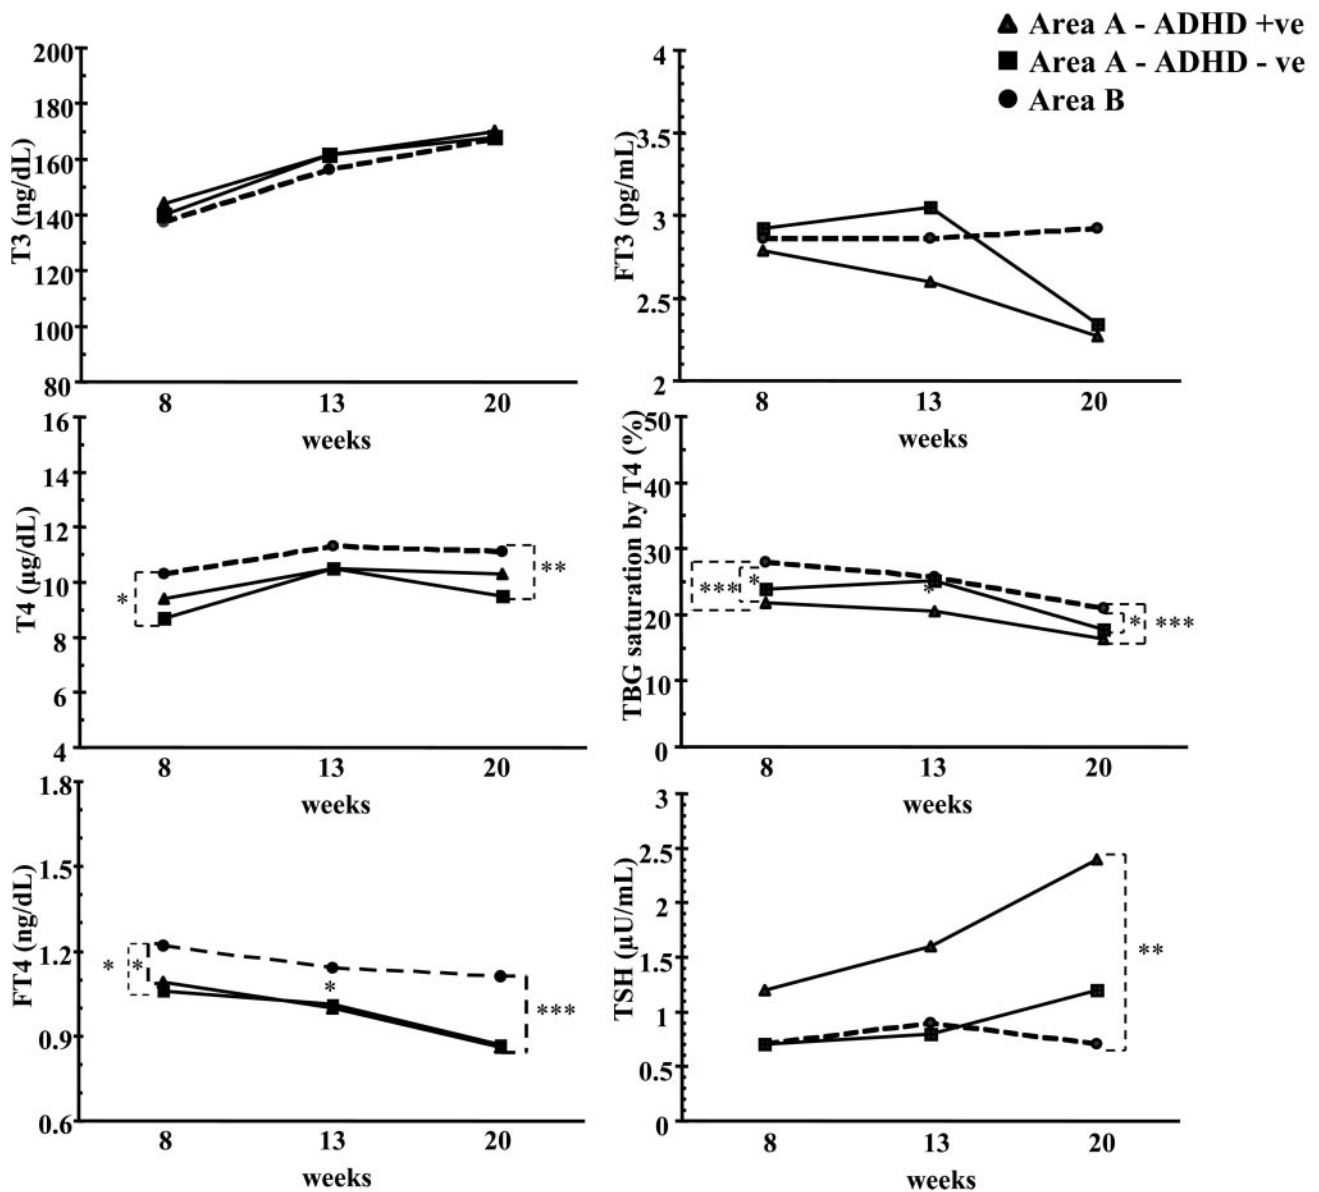 Area A - ADHD +ve
Area A - ADHD - ve
Area B
T3 (ng/dL)
200
180
160
140
120
100
80
8 13 20
weeks
FT3 (pg/mL)
4
3.5
3
2.5
2
8 13 20
weeks
T4 (µg/dL)
16
14
12
10
8
6
4
*
**
8 13 20
weeks
TBG saturation by T4 (%)
50
40
30
20
10
0
***
*
*
*
***
8 13 20
weeks
FT4 (ng/dL)
1.8
1.5
1.2
0.9
0.6
*
*
*
***
8 13 20
weeks
TSH (µU/mL)
3
2.5
2
1.5
1
0.5
0
**
8 13 20
weeks